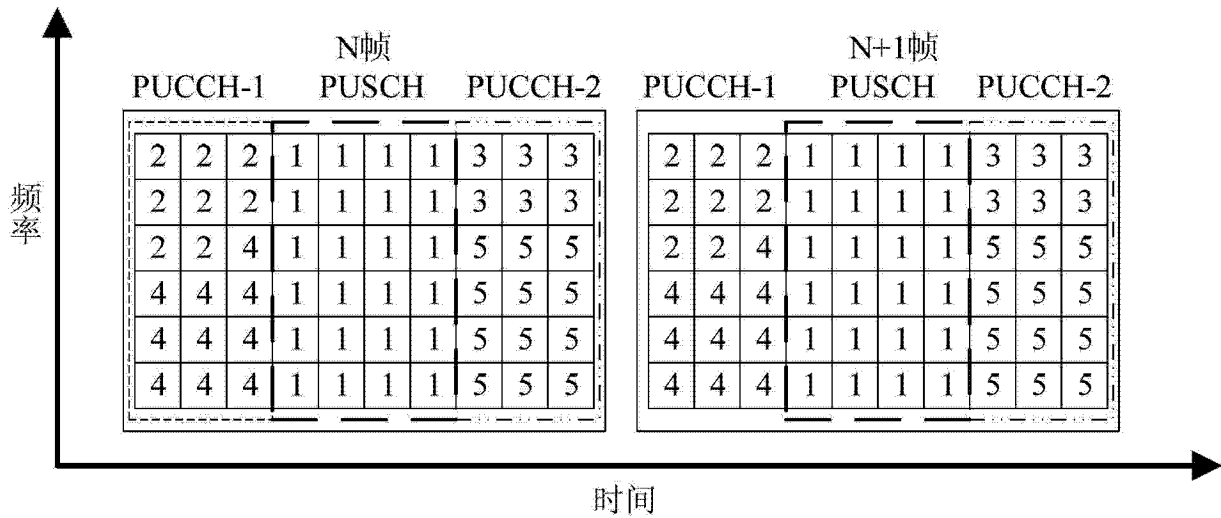 N帧 N+1帧
PUCCH-1 PUSCH PUCCH-2 PUCCH-1 PUSCH PUCCH-2
2 2 2 1 1 1 1 3 3 3 2 2 2 1 1 1 1 3 3 3
2 2 2 1 1 1 1 3 3 3 2 2 2 1 1 1 1 3 3 3
2 2 4 1 1 1 1 5 5 5 2 2 4 1 1 1 1 5 5 5
4 4 4 1 1 1 1 5 5 5 4 4 4 1 1 1 1 5 5 5
4 4 4 1 1 1 1 5 5 5 4 4 4 1 1 1 1 5 5 5
4 4 4 1 1 1 1 5 5 5 4 4 4 1 1 1 1 5 5 5
频率
时间